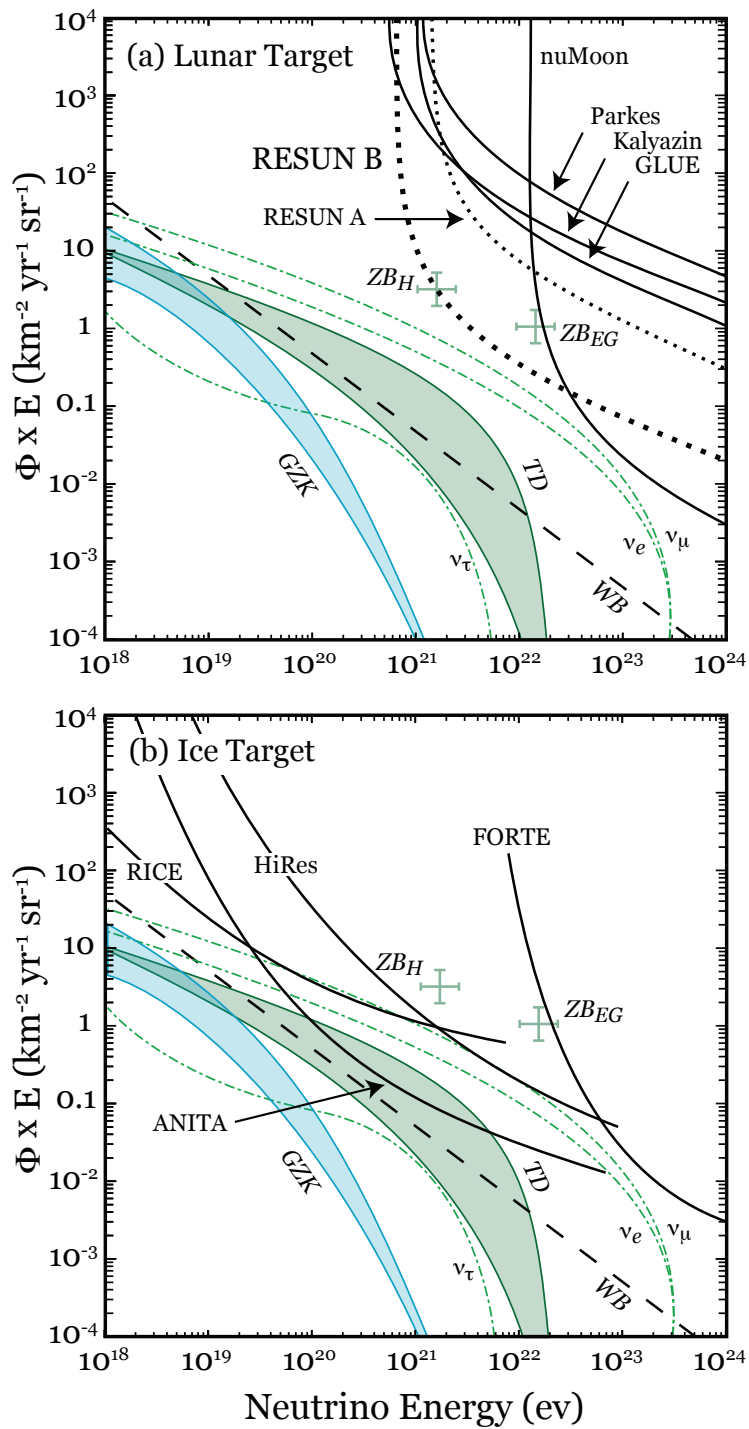 (a) Lunar Target
nuMoon
Parkes
Kalyazin
GLUE
RESUN B
RESUN A
ZB_H
ZB_EG
GZK
TD
ν_τ
ν_e
ν_μ
WB
Φ x E (km⁻² yr⁻¹ sr⁻¹)
10⁴
10³
10²
10
1
0.1
10⁻²
10⁻³
10⁻⁴
10¹⁸ 10¹⁹ 10²⁰ 10²¹ 10²² 10²³ 10²⁴
(b) Ice Target
RICE
HiRes
FORTE
ZB_H
ZB_EG
ANITA
GZK
TD
ν_τ
ν_e
ν_μ
WB
Φ x E (km⁻² yr⁻¹ sr⁻¹)
10⁴
10³
10²
10
1
0.1
10⁻²
10⁻³
10⁻⁴
10¹⁸ 10¹⁹ 10²⁰ 10²¹ 10²² 10²³ 10²⁴
Neutrino Energy (ev)